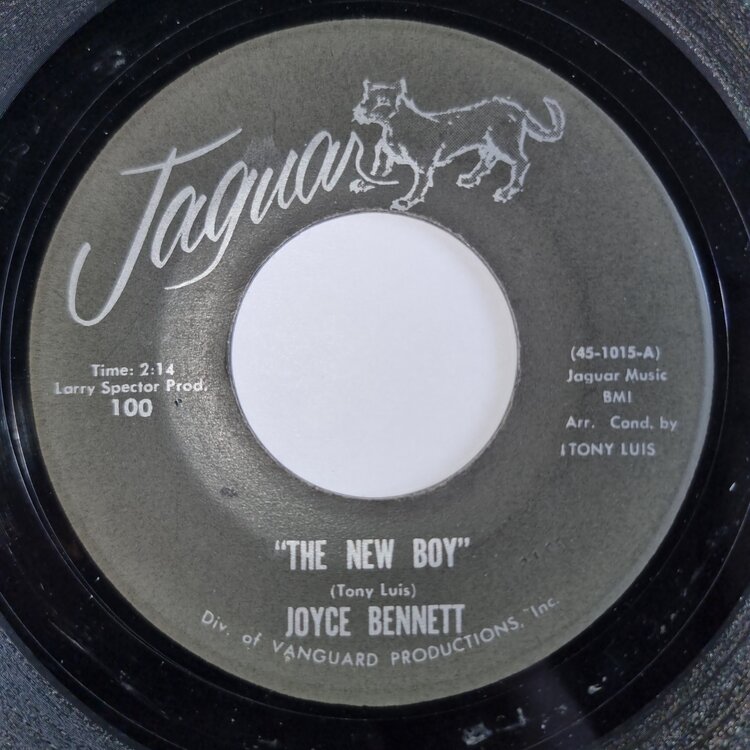 Jaguar
Time: 2:14
Larry Spector Prod.
100
(45-1015-A)
Jaguar Music
BMI
Arr. Cond. by
TONY LUIS
"THE NEW BOY"
(Tony Luis)
JOYCE BENNETT
Div. of VANGUARD PRODUCTIONS, Inc.